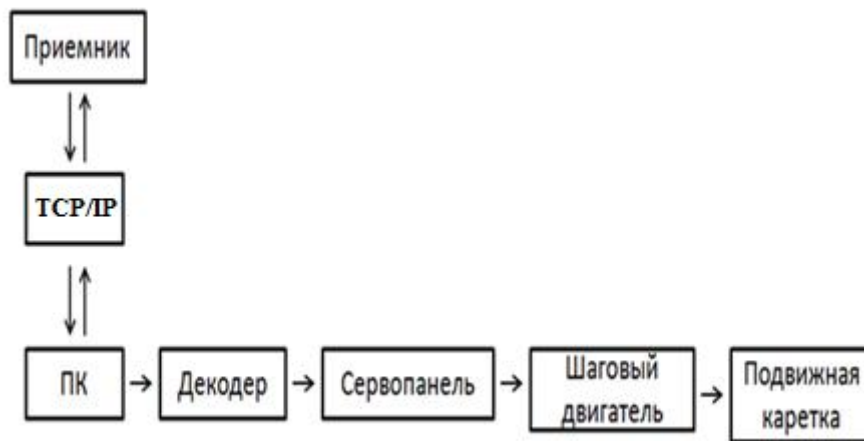 Приемник
TCP/IP
ПК
Декодер
Сервопанель
Шаговый
двигатель
Подвижная
каретка